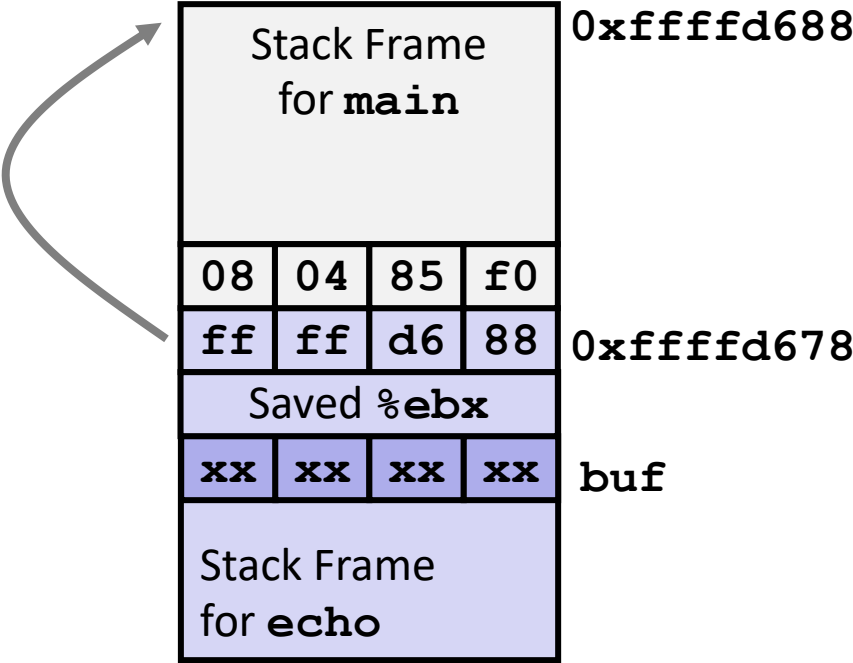 Stack Frame
for main
0xffffd688
08 04 85 f0
ff ff d6 88
0xffffd678
Saved %ebx
xx xx xx xx
buf
Stack Frame
for echo